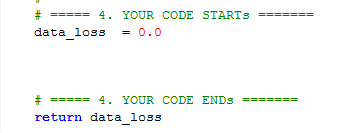 # ===== 4. YOUR CODE STARTs =======
data_loss  = 0.0
# ===== 4. YOUR CODE ENDs =======
return data_loss